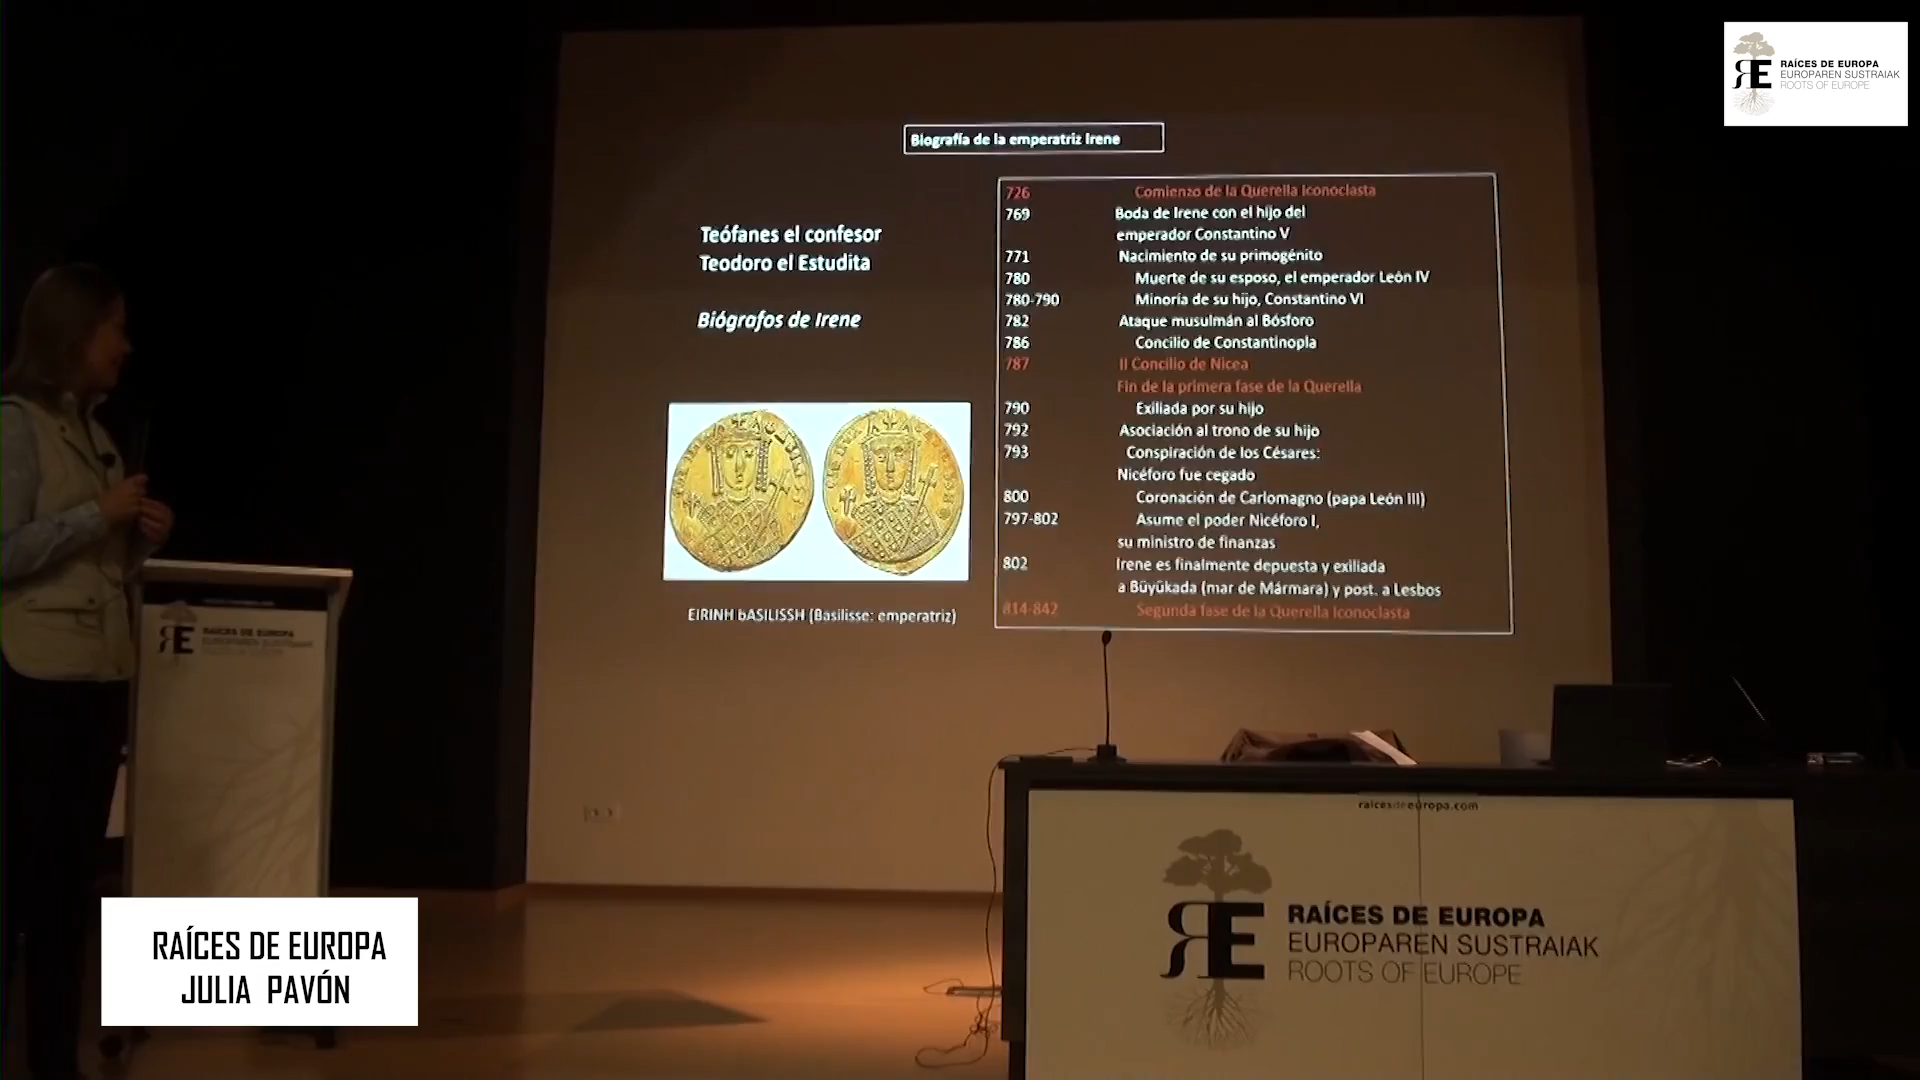 RAÍCES DE EUROPA
EUROPAREN SUSTRAIAK
ROOTS OF EUROPE
Biografía de la emperatriz Irene
Teófanes el confesor
Teodoro el Estudita
Biógrafos de Irene
EIRINH bASILISSH (Basilisse: emperatriz)
726 Comienzo de la Querella Iconoclasta
769 Boda de Irene con el hijo del
emperador Constantino V
771 Nacimiento de su primogénito
780 Muerte de su esposo, el emperador León IV
780-790 Minoría de su hijo, Constantino VI
782 Ataque musulmán al Bósforo
786 Concilio de Constantinopla
787 II Concilio de Nicea
Fin de la primera fase de la Querella
790 Exiliada por su hijo
792 Asociación al trono de su hijo
793 Conspiración de los Césares:
Nicéforo fue cegado
800 Coronación de Carlomagno (papa León III)
797-802 Asume el poder Nicéforo I,
su ministro de finanzas
802 Irene es finalmente depuesta y exiliada
a Büyükada (mar de Mármara) y post. a Lesbos
814-842 Segunda fase de la Querella Iconoclasta
RAÍCES DE EUROPA
EUROPAREN SUSTRAIAK
ROOTS OF EUROPE
raicesdeeuropa.com
RAÍCES DE EUROPA
EUROPAREN SUSTRAIAK
ROOTS OF EUROPE
RAÍCES DE EUROPA
JULIA PAVÓN